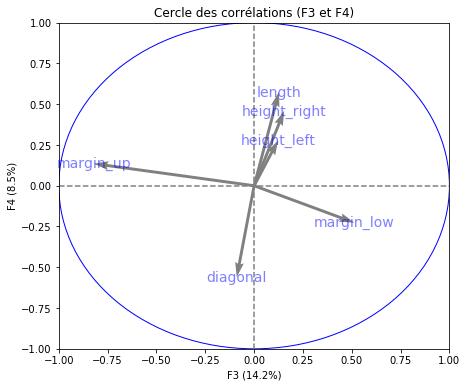 Cercle des corrélations (F3 et F4)
1.00
0.75
0.50
0.25
0.00
−0.25
−0.50
−0.75
−1.00
F4 (8.5%)
length
height_right
height_left
margin_up
margin_low
diagonal
−1.00 −0.75 −0.50 −0.25 0.00 0.25 0.50 0.75 1.00
F3 (14.2%)